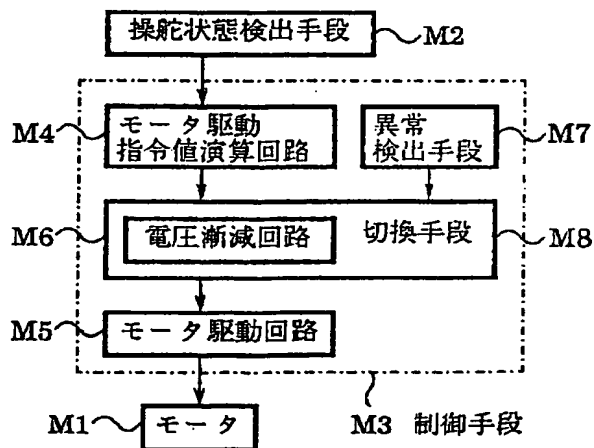 操舵状態検出手段
M2
M4
モータ駆動
指令値演算回路
異常
検出手段
M7
M6
電圧漸減回路
切換手段
M8
M5
モータ駆動回路
M1
モータ
M3 制御手段